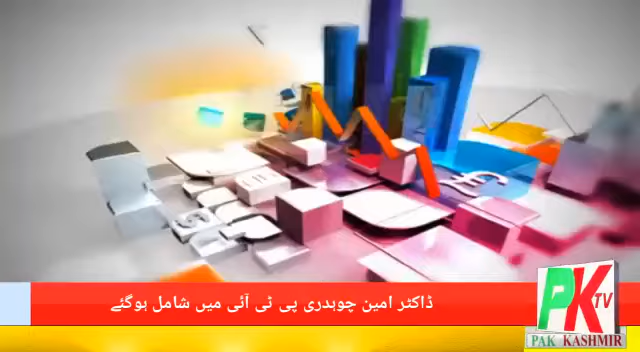 ڈاکٹر امین چوہدری پی ٹی آئی میں شامل ہوگئے
PK
TV
PAK KASHMIR
£